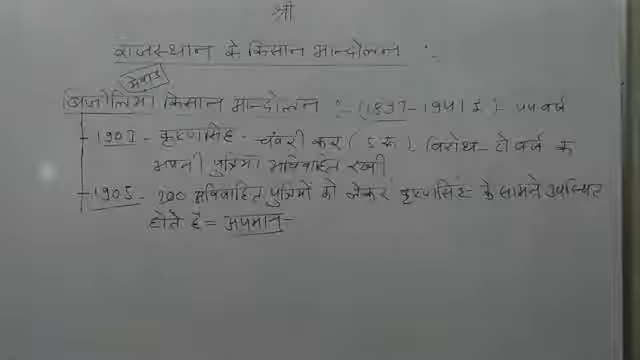 श्री
राजस्थान के किसान आन्दोलन :-
मेवाड़
बिजोलिया किसान आन्दोलन :- (1897-1941 ई.) - 44 वर्ष
- 1903 - कृष्णसिंह - चंवरी कर (5 रू). विरोध - दो वर्ष तक
अपनी पुत्रियां अविवाहित रखी
- 1905 - 200 अविवाहित पुत्रियों को लेकर कृष्णसिंह के सामने उपस्थित
होते है = अपमान -